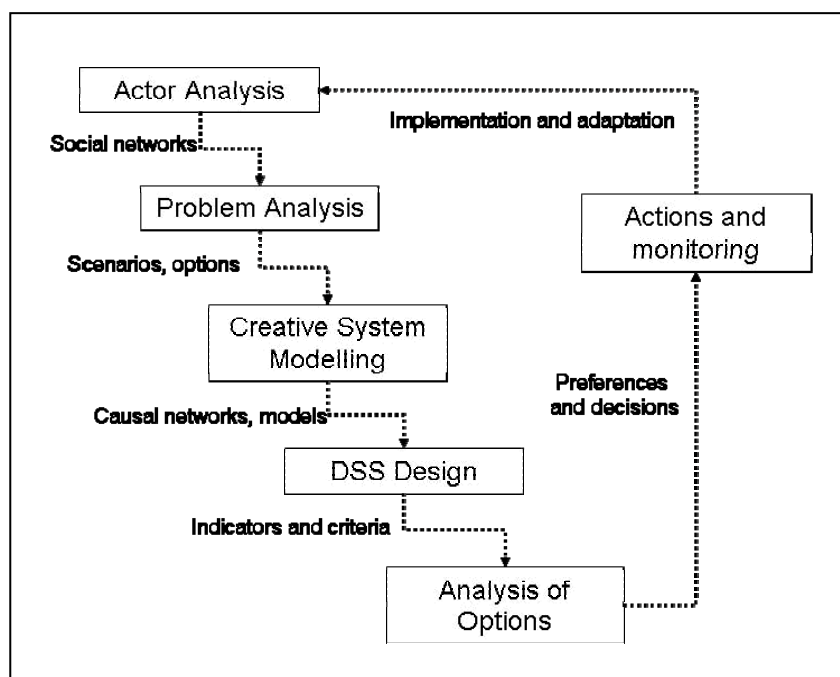 Actor Analysis
Social networks
Implementation and adaptation
Problem Analysis
Actions and
monitoring
Scenarios, options
Creative System
Modelling
Preferences
and decisions
Causal networks, models
DSS Design
Indicators and criteria
Analysis of
Options